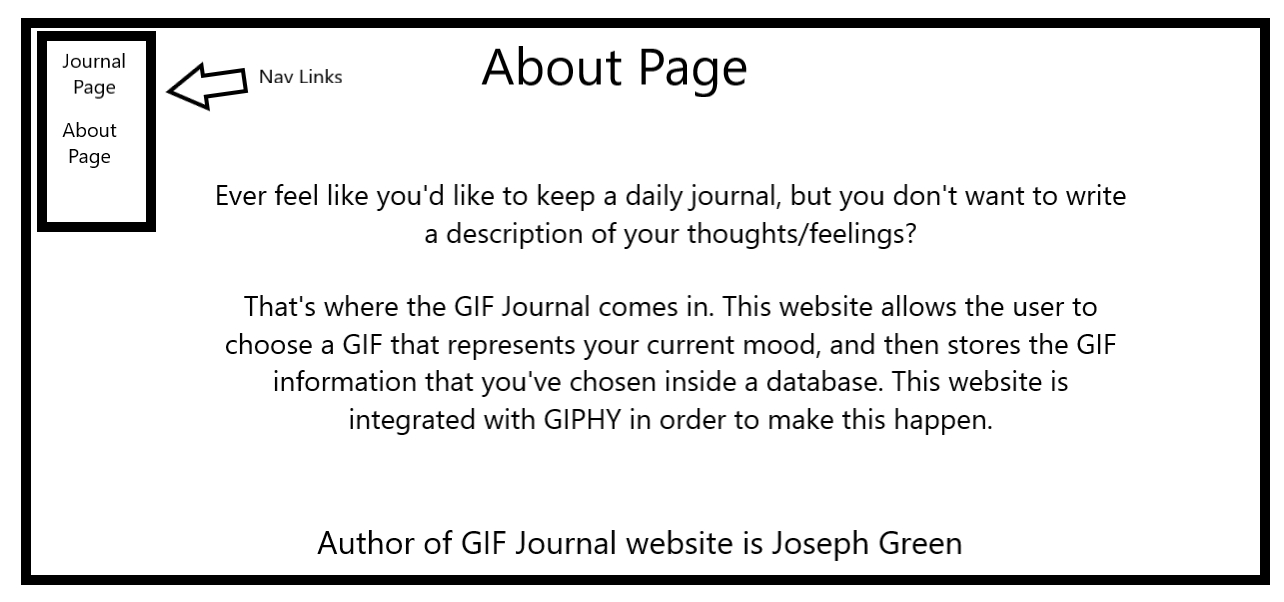 Journal
Page
About
Page
Nav Links
About Page
Ever feel like you'd like to keep a daily journal, but you don't want to write
a description of your thoughts/feelings?
That's where the GIF Journal comes in. This website allows the user to
choose a GIF that represents your current mood, and then stores the GIF
information that you've chosen inside a database. This website is
integrated with GIPHY in order to make this happen.
Author of GIF Journal website is Joseph Green